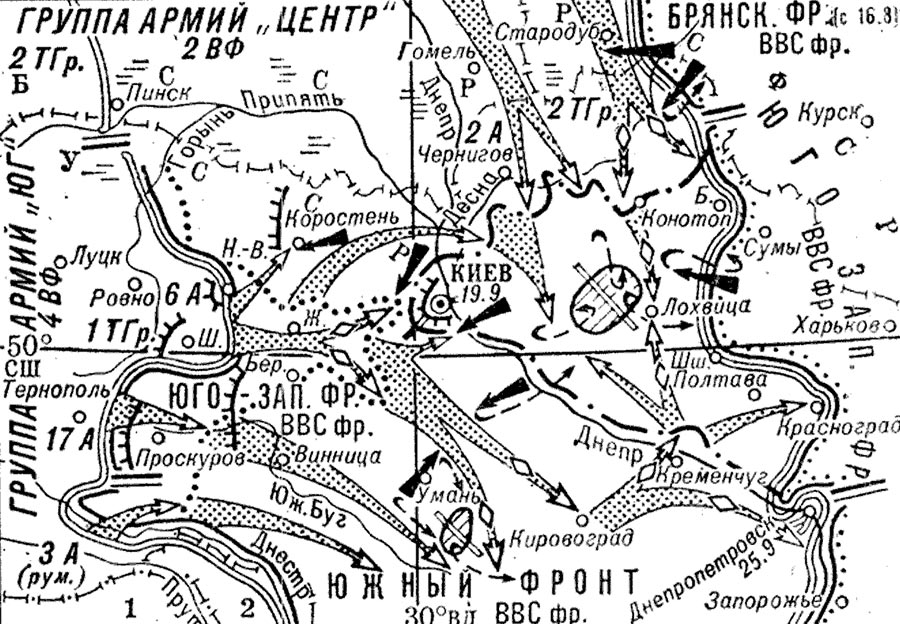 ГРУППА АРМИЙ „ЦЕНТР"
2 ВФ
2 ТГр.
Б
Пинск
Припять
Горынь
У
С
С
С
С
Гомель
Днепр
Р
Р
Стародуб
С
2 ТГр.
2 А
Чернигов
Десна
БРЯНСК. ФР. (с 16.8)
ВВС фр.
Курск
Ю
Г
О
ВВС фр.
Ф
С
Р
З
А
П
ФР
ГРУППА АРМИЙ „ЮГ"
4 ВФ
Луцк
Ровно
6 А
1 ТГр.
Ш.
Н.-В.
Коростень
Ж
Р
КИЕВ
19.9
Конотоп
Б
Сумы
Лохвица
Харьков
50°
СШ
Тернополь
17 А
Бер.
ЮГО-ЗАП. ФР.
ВВС фр.
Проскуров
Винница
Юж. Буг
Умань
Днепр
Кременчуг
Ши.
Полтава
Красноград
Кировоград
Днепропетровск
25.9
Запорожье
3 А
(рум.)
Прут
Днестр
1
2
ЮЖНЫЙ ФРОНТ
30° ВД
ВВС фр.